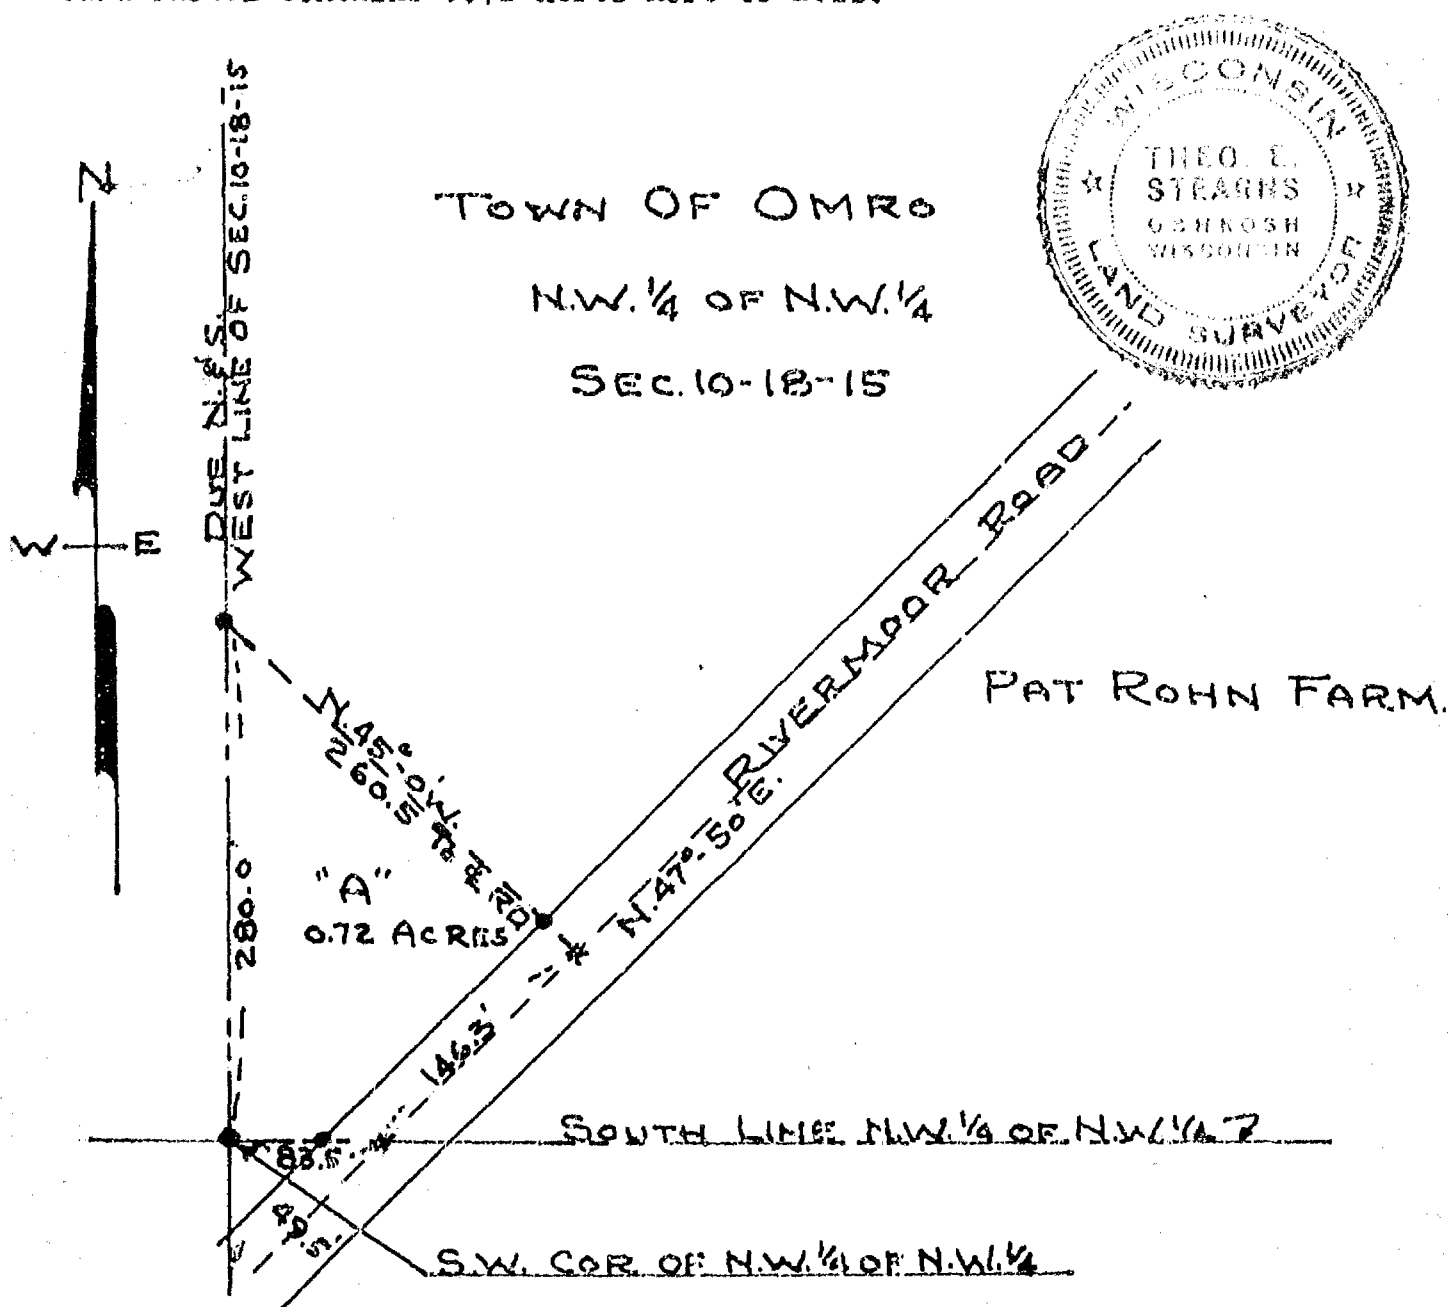 WISCONSIN
THEO. E.
STEARNS
OSHKOSH
WISCONSIN
LAND SURVEYOR
TOWN OF OMRO
N.W. 1/4 OF N.W. 1/4
SEC. 10-18-15
N
W E
DUE N. & S.
WEST LINE OF SEC. 10-18-15
RIVERMOOR ROAD
PAT ROHN FARM.
N. 45°-0' W.
260.5
N. 47°-50' E.
"A"
0.72 ACRES
280.0
146.3'
SOUTH LINE N.W. 1/4 OF N.W. 1/4
83.5
49.5
S.W. COR. OF N.W. 1/4 OF N.W. 1/4